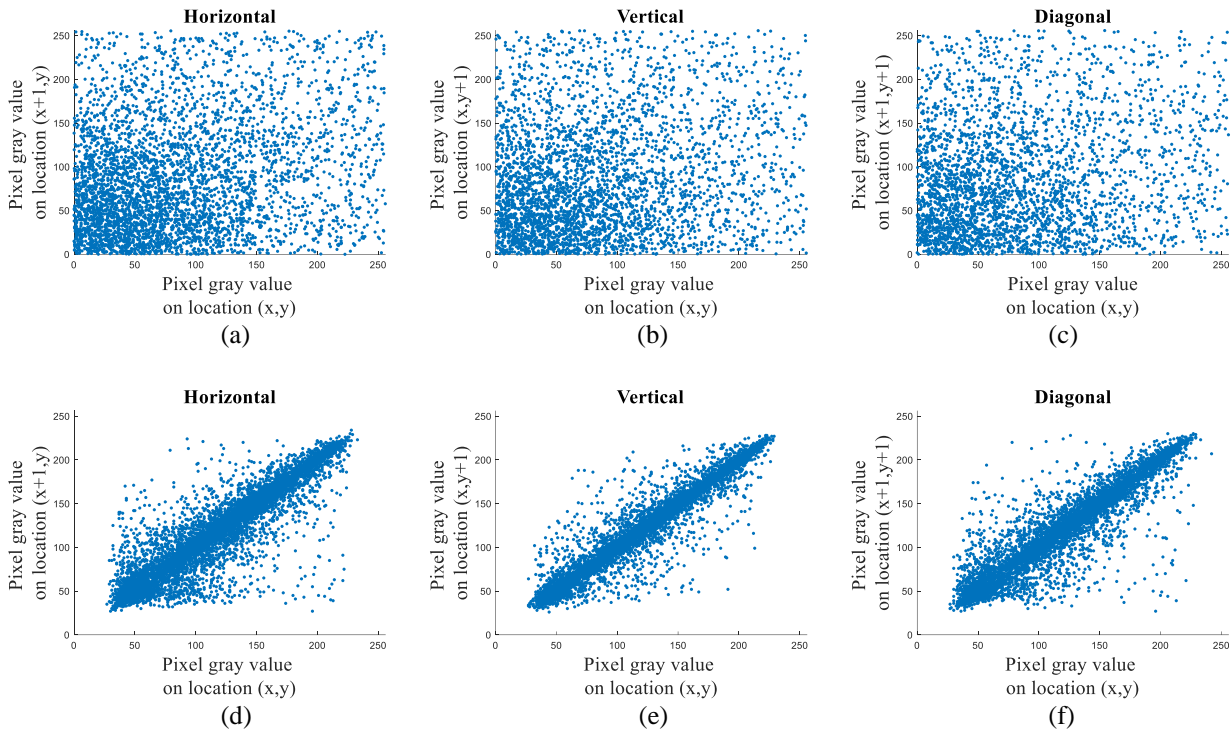 Horizontal
Pixel gray value
on location (x+1,y)
250
200
150
100
50
0
0 50 100 150 200 250
Pixel gray value
on location (x,y)
(a)
Vertical
Pixel gray value
on location (x,y+1)
250
200
150
100
50
0
0 50 100 150 200 250
Pixel gray value
on location (x,y)
(b)
Diagonal
Pixel gray value
on location (x+1,y+1)
250
200
150
100
50
0
0 50 100 150 200 250
Pixel gray value
on location (x,y)
(c)
Horizontal
Pixel gray value
on location (x+1,y)
250
200
150
100
50
0
0 50 100 150 200 250
Pixel gray value
on location (x,y)
(d)
Vertical
Pixel gray value
on location (x,y+1)
250
200
150
100
50
0
0 50 100 150 200 250
Pixel gray value
on location (x,y)
(e)
Diagonal
Pixel gray value
on location (x+1,y+1)
250
200
150
100
50
0
0 50 100 150 200 250
Pixel gray value
on location (x,y)
(f)